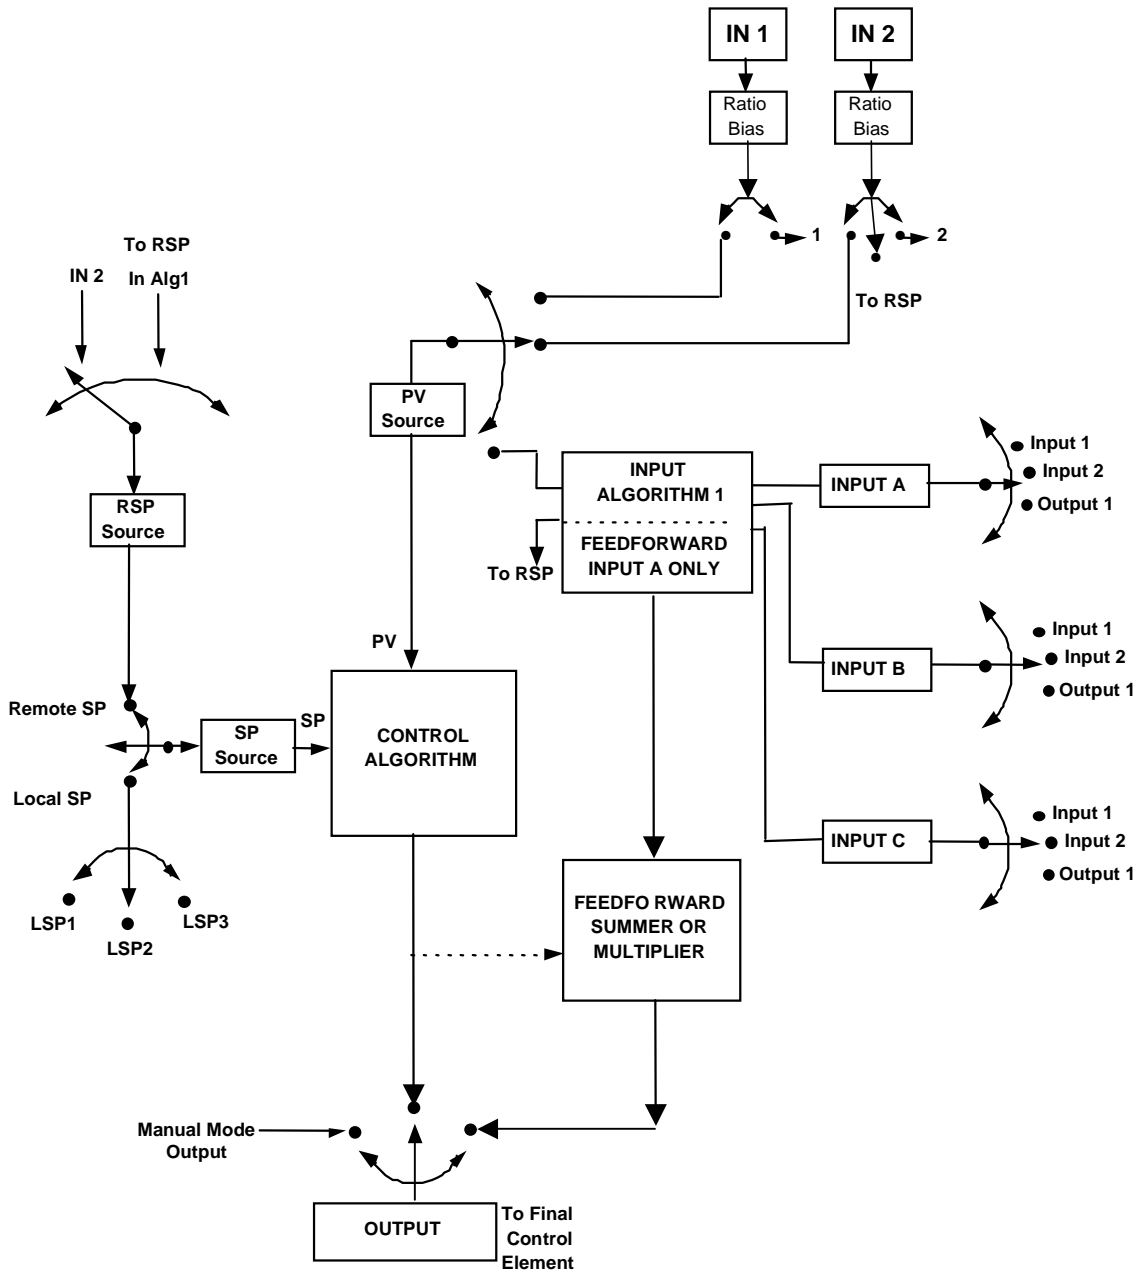 IN 1
IN 2
Ratio
Bias
Ratio
Bias
1
2
To RSP
To RSP
In Alg1
IN 2
PV
Source
RSP
Source
INPUT
ALGORITHM 1
FEEDFORWARD
INPUT A ONLY
To RSP
INPUT A
Input 1
Input 2
Output 1
INPUT B
Input 1
Input 2
Output 1
INPUT C
Input 1
Input 2
Output 1
PV
Remote SP
SP
Source
SP
CONTROL
ALGORITHM
Local SP
LSP1
LSP2
LSP3
FEEDFO RWARD
SUMMER OR
MULTIPLIER
Manual Mode
Output
OUTPUT
To Final
Control
Element